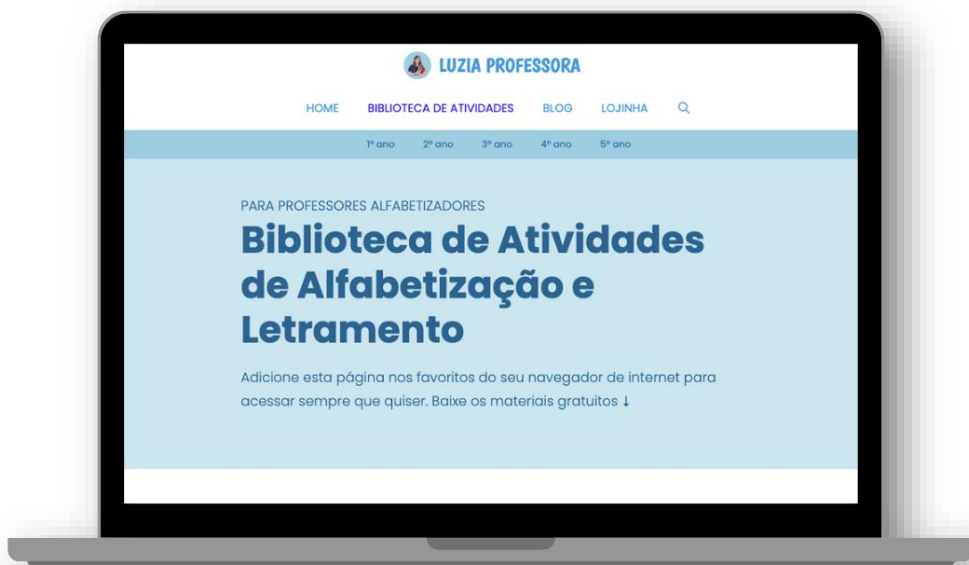 LUZIA PROFESSORA
HOME BIBLIOTECA DE ATIVIDADES BLOG LOJINHA
1º ano 2º ano 3º ano 4º ano 5º ano
PARA PROFESSORES ALFABETIZADORES
Biblioteca de Atividades
de Alfabetização e
Letramento
Adicione esta página nos favoritos do seu navegador de internet para
acessar sempre que quiser. Baixe os materiais gratuitos ↓